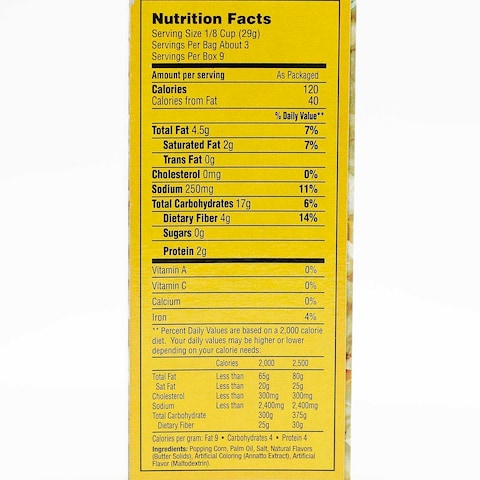 Nutrition Facts
Serving Size 1/8 Cup (29g)
Servings Per Bag About 3
Servings Per Box 9
Amount per serving As Packaged
Calories 120
Calories from Fat 40
% Daily Value**
Total Fat 4.5g 7%
Saturated Fat 2g 7%
Trans Fat 0g
Cholesterol 0mg 0%
Sodium 250mg 11%
Total Carbohydrates 17g 6%
Dietary Fiber 4g 14%
Sugars 0g
Protein 2g
Vitamin A 0%
Vitamin C 0%
Calcium 0%
Iron 4%
** Percent Daily Values are based on a 2,000 calorie
diet. Your daily values may be higher or lower
depending on your calorie needs:
Calories 2,000 2,500
Total Fat Less than 65g 80g
Sat Fat Less than 20g 25g
Cholesterol Less than 300mg 300mg
Sodium Less than 2,400mg 2,400mg
Total Carbohydrate 300g 375g
Dietary Fiber 25g 30g
Calories per gram: Fat 9 • Carbohydrates 4 • Protein 4
Ingredients: Popping Corn, Palm Oil, Salt, Natural Flavors
(Butter Solids), Artificial Coloring (Annatto Extract), Artificial
Flavor (Maltodextrin).